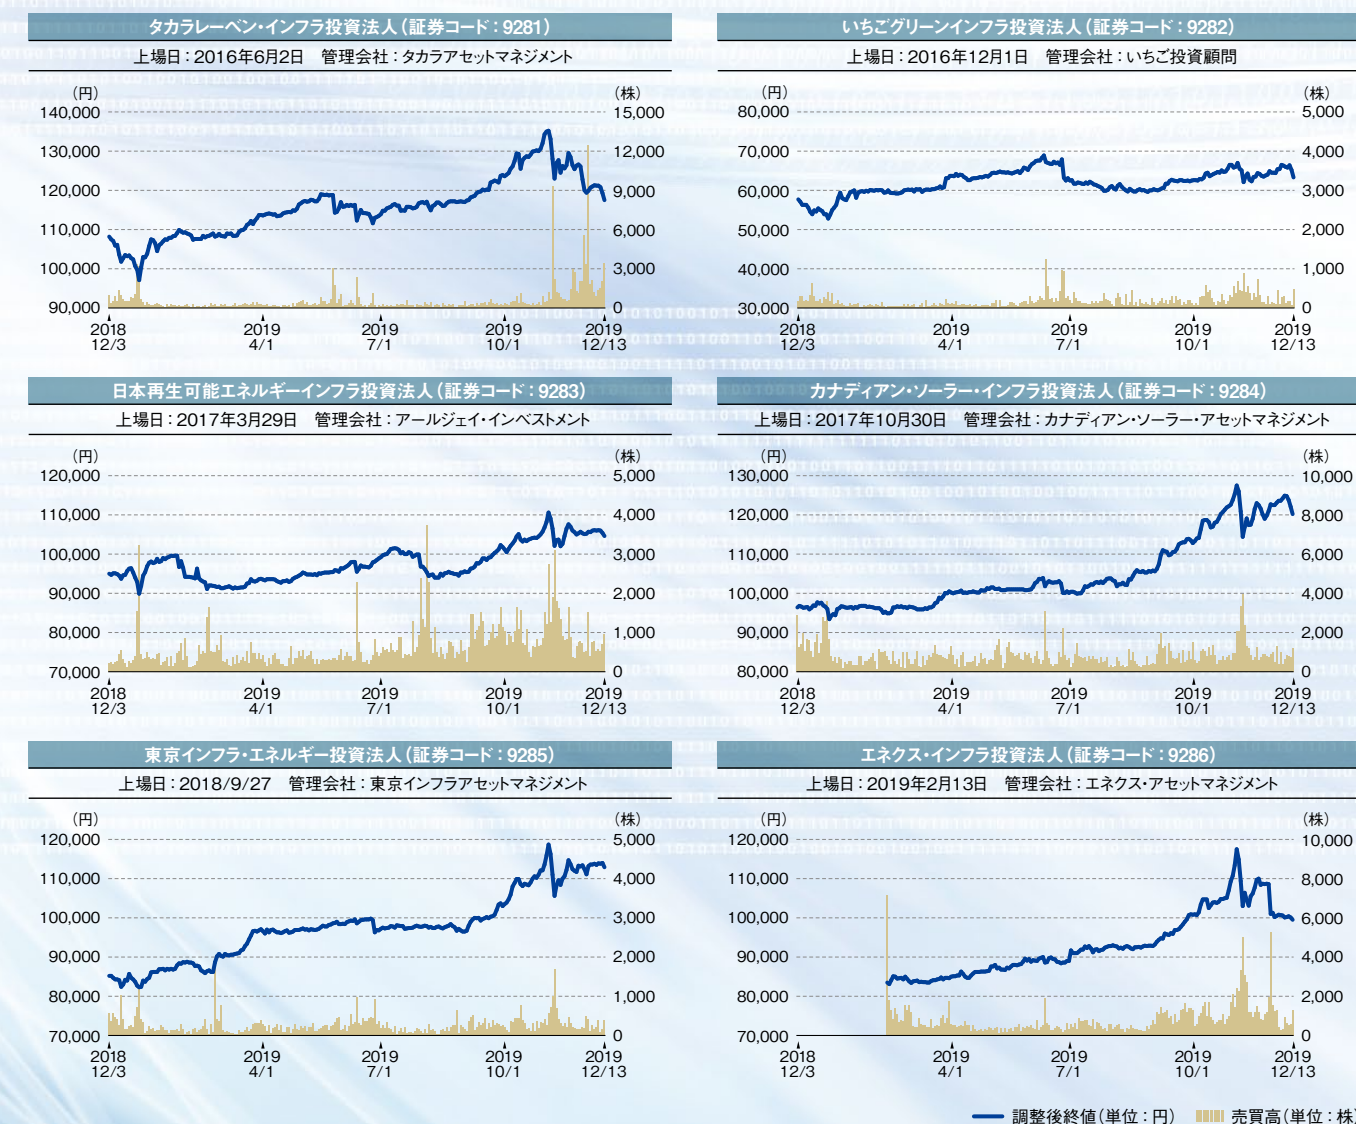 タカラレーベン・インフラ投資法人（証券コード：9281）
上場日：2016年6月2日　管理会社：タカラアセットマネジメント
（円）　（株）
140,000　15,000
130,000　12,000
120,000　9,000
110,000　6,000
100,000　3,000
90,000　0
2018　2019　2019　2019　2019
12/3　4/1　7/1　10/1　12/13
いちごグリーンインフラ投資法人（証券コード：9282）
上場日：2016年12月1日　管理会社：いちご投資顧問
（円）　（株）
80,000　5,000
70,000　4,000
60,000　3,000
50,000　2,000
40,000　1,000
30,000　0
2018　2019　2019　2019　2019
12/3　4/1　7/1　10/1　12/13
日本再生可能エネルギーインフラ投資法人（証券コード：9283）
上場日：2017年3月29日　管理会社：アールジェイ・インベストメント
（円）　（株）
120,000　5,000
110,000　4,000
100,000　3,000
90,000　2,000
80,000　1,000
70,000　0
2018　2019　2019　2019　2019
12/3　4/1　7/1　10/1　12/13
カナディアン・ソーラー・インフラ投資法人（証券コード：9284）
上場日：2017年10月30日　管理会社：カナディアン・ソーラー・アセットマネジメント
（円）　（株）
130,000　10,000
120,000　8,000
110,000　6,000
100,000　4,000
90,000　2,000
80,000　0
2018　2019　2019　2019　2019
12/3　4/1　7/1　10/1　12/13
東京インフラ・エネルギー投資法人（証券コード：9285）
上場日：2018/9/27　管理会社：東京インフラアセットマネジメント
（円）　（株）
120,000　5,000
110,000　4,000
100,000　3,000
90,000　2,000
80,000　1,000
70,000　0
2018　2019　2019　2019　2019
12/3　4/1　7/1　10/1　12/13
エネクス・インフラ投資法人（証券コード：9286）
上場日：2019年2月13日　管理会社：エネクス・アセットマネジメント
（円）　（株）
120,000　10,000
110,000　8,000
100,000　6,000
90,000　4,000
80,000　2,000
70,000　0
2018　2019　2019　2019　2019
12/3　4/1　7/1　10/1　12/13
調整後終値（単位：円）　売買高（単位：株）